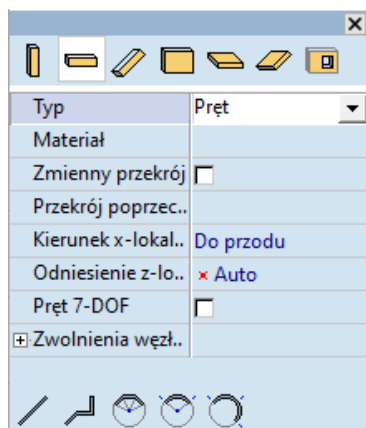 Typ Pręt
Materiał
Zmienny przekrój
Przekrój poprzec..
Kierunek x-lokal.. Do przodu
Odniesienie z-lo.. Auto
Pręt 7-DOF
Zwolnienia węzł..